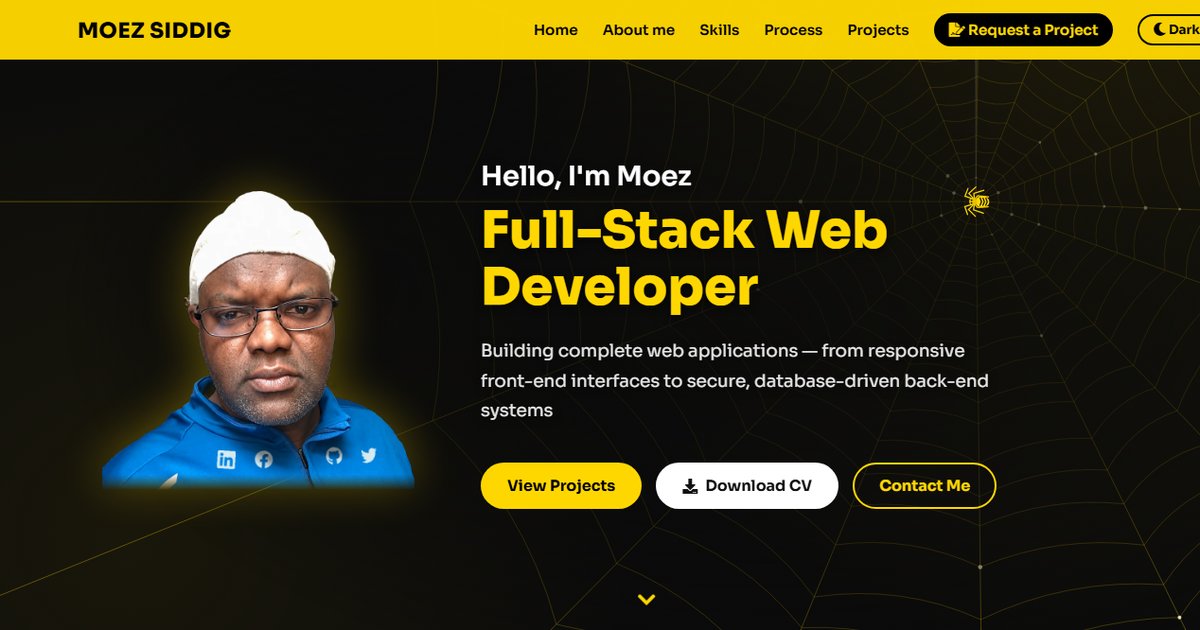 MOEZ SIDDIG
Home
About me
Skills
Process
Projects
Request a Project
Dark
Hello, I'm Moez
Full-Stack Web
Developer
Building complete web applications — from responsive
front-end interfaces to secure, database-driven back-end
systems
in
View Projects
Download CV
Contact Me